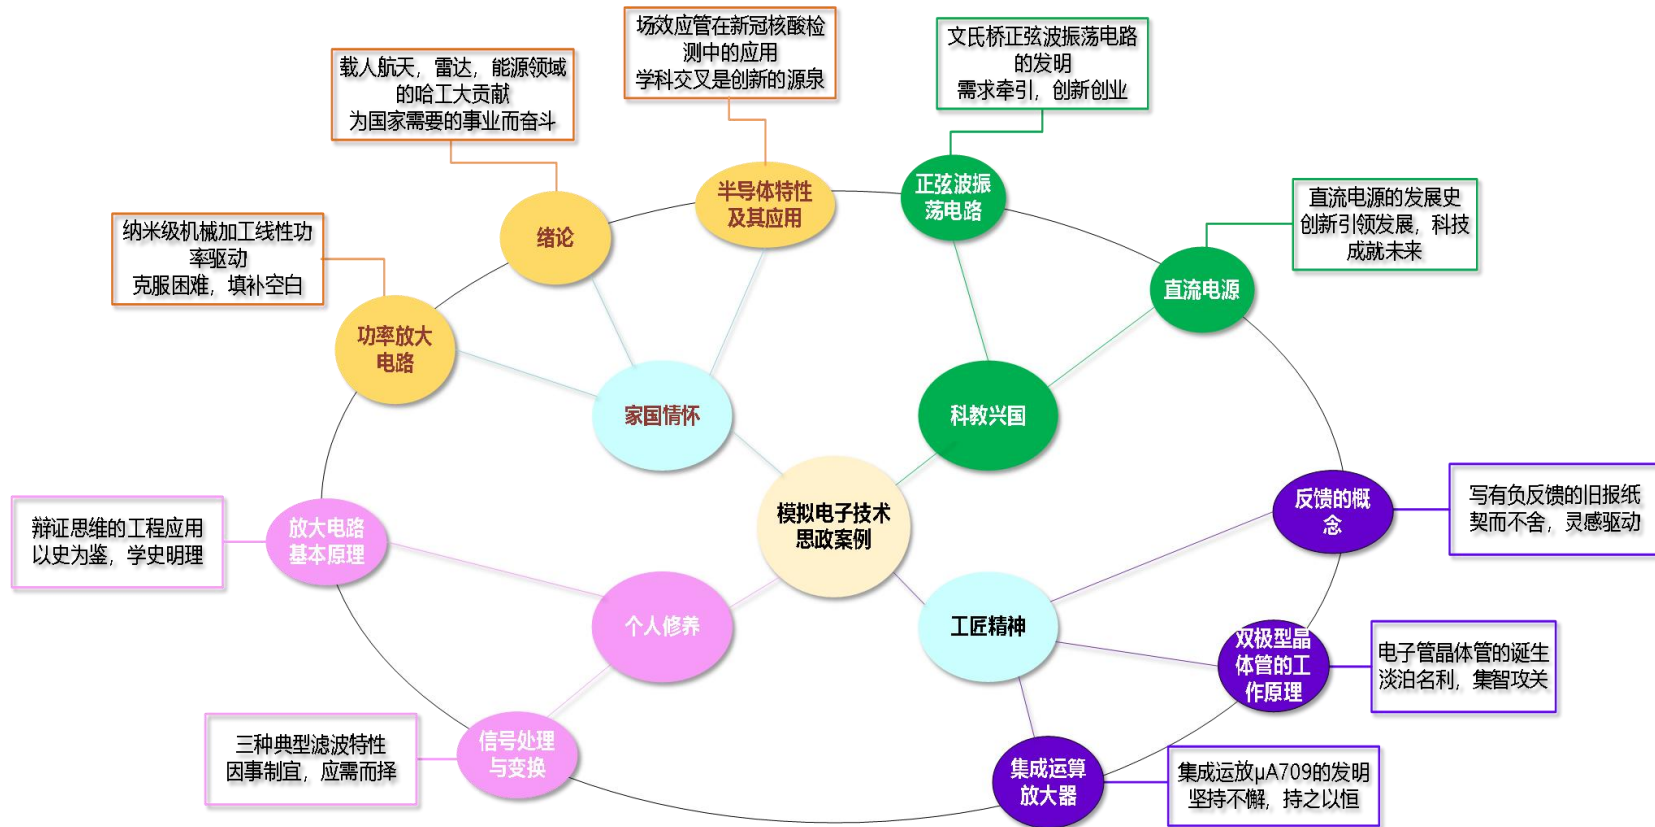 场效应管在新冠核酸检
测中的应用
学科交叉是创新的源泉
文氏桥正弦波振荡电路
的发明
需求牵引，创新创业
载人航天，雷达，能源领域
的哈工大贡献
为国家需要的事业而奋斗
半导体特性
及其应用
正弦波振
荡电路
直流电源的发展史
创新引领发展，科技
成就未来
纳米级机械加工线性功
率驱动
克服困难，填补空白
绪论
直流电源
功率放大
电路
家国情怀
科教兴国
模拟电子技术
思政案例
反馈的概
念
写有负反馈的旧报纸
契而不舍，灵感驱动
辩证思维的工程应用
以史为鉴，学史明理
放大电路
基本原理
个人修养
工匠精神
双极型晶
体管的工
作原理
电子管晶体管的诞生
淡泊名利，集智攻关
三种典型滤波特性
因事制宜，应需而择
信号处理
与变换
集成运算
放大器
集成运放μA709的发明
坚持不懈，持之以恒